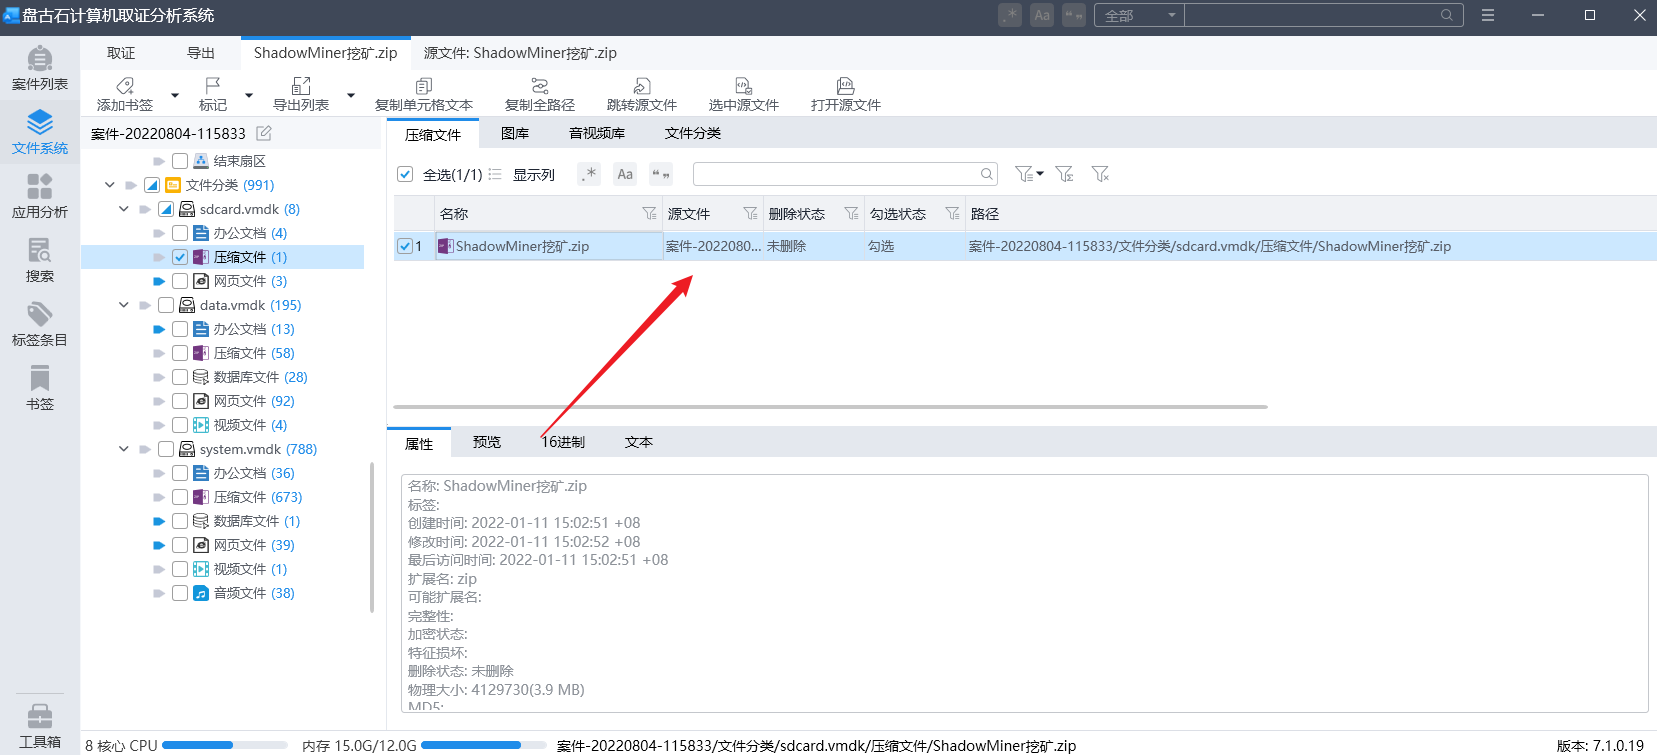 盘古石计算机取证分析系统
.*
Aa
❝ ❞
全部
案件列表
文件系统
应用分析
搜索
标签条目
书签
工具箱
取证
导出
ShadowMiner挖矿.zip
源文件: ShadowMiner挖矿.zip
添加书签
标记
导出列表
复制单元格文本
复制全路径
跳转源文件
选中源文件
打开源文件
案件-20220804-115833
结束扇区
文件分类 (991)
sdcard.vmdk (8)
办公文档 (4)
压缩文件 (1)
网页文件 (3)
data.vmdk (195)
办公文档 (13)
压缩文件 (58)
数据库文件 (28)
网页文件 (92)
视频文件 (4)
system.vmdk (788)
办公文档 (36)
压缩文件 (673)
数据库文件 (1)
网页文件 (39)
视频文件 (1)
音频文件 (38)
压缩文件
图库
音视频库
文件分类
全选(1/1)
显示列
.*
Aa
❝ ❞
名称
源文件
删除状态
勾选状态
路径
1
ShadowMiner挖矿.zip
案件-2022080...
未删除
勾选
案件-20220804-115833/文件分类/sdcard.vmdk/压缩文件/ShadowMiner挖矿.zip
属性
预览
16进制
文本
名称: ShadowMiner挖矿.zip
标签:
创建时间: 2022-01-11 15:02:51 +08
修改时间: 2022-01-11 15:02:52 +08
最后访问时间: 2022-01-11 15:02:51 +08
扩展名: zip
可能扩展名:
完整性:
加密状态:
特征损坏:
删除状态: 未删除
物理大小: 4129730(3.9 MB)
MD5:
8 核心 CPU
内存 15.0G/12.0G
案件-20220804-115833/文件分类/sdcard.vmdk/压缩文件/ShadowMiner挖矿.zip
版本: 7.1.0.19